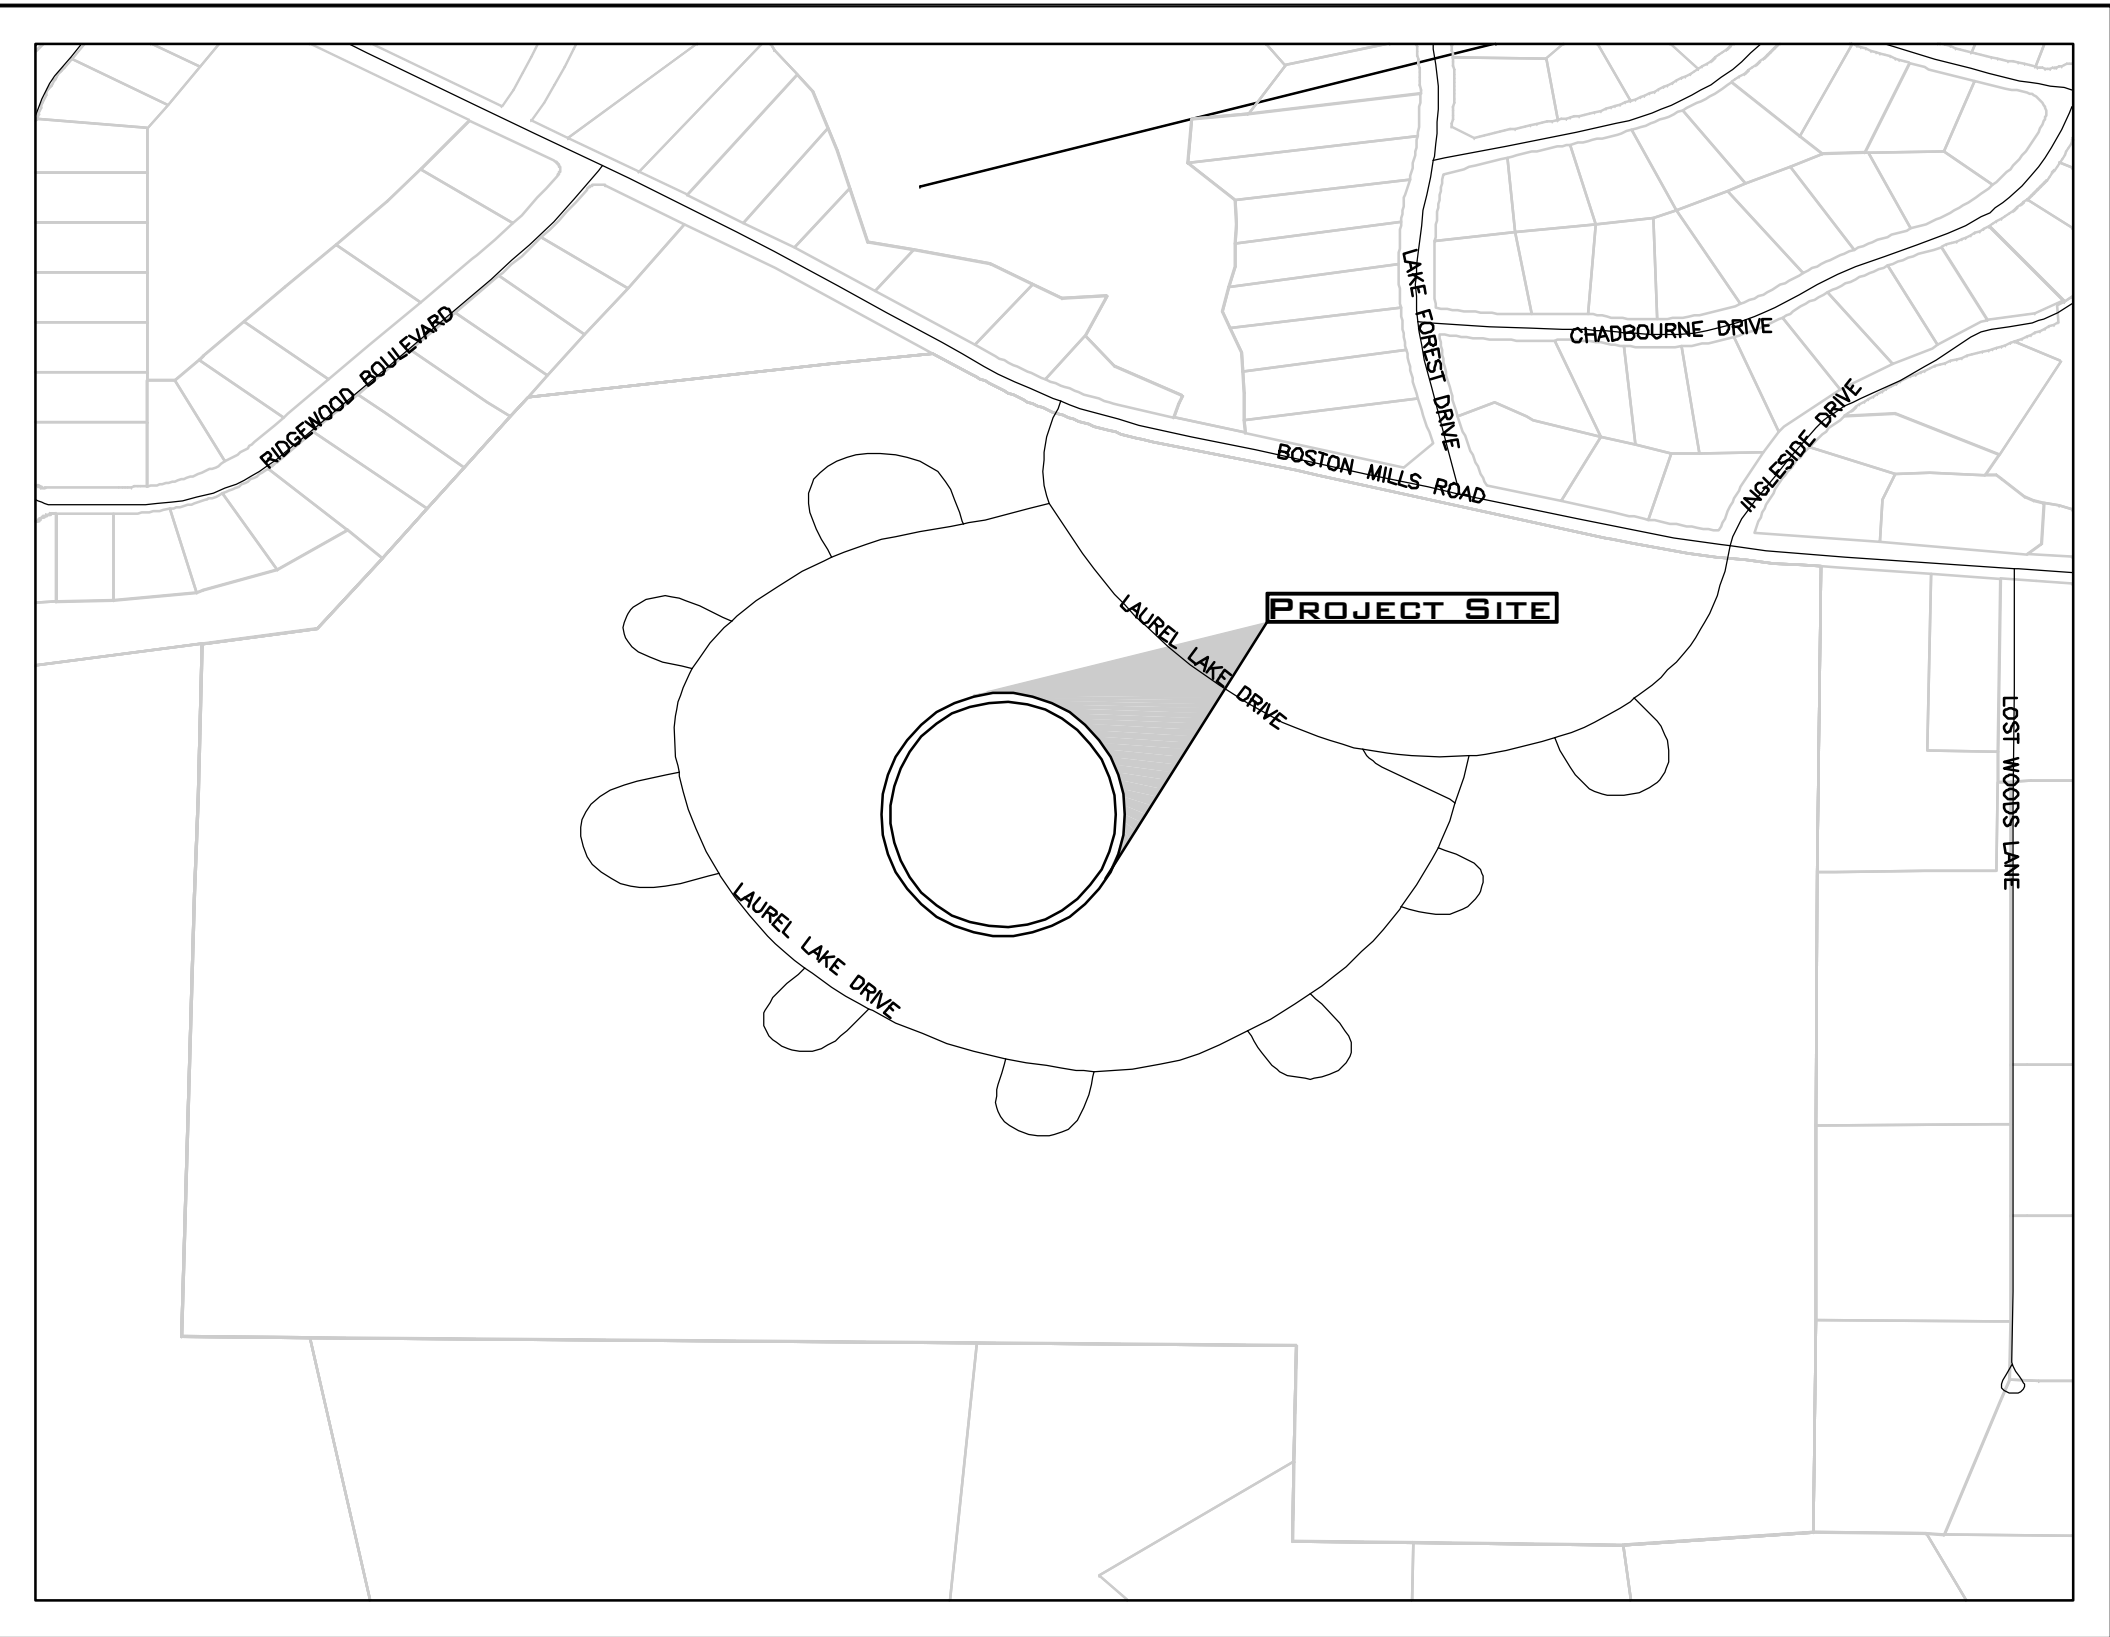 LAKE FOREST DRIVE
CHADBOURNE DRIVE
RIDGEWOOD BOULEVARD
INGLESIDE DRIVE
BOSTON MILLS ROAD
PROJECT SITE
LAUREL LAKE DRIVE
LOST WOODS LANE
LAUREL LAKE DRIVE